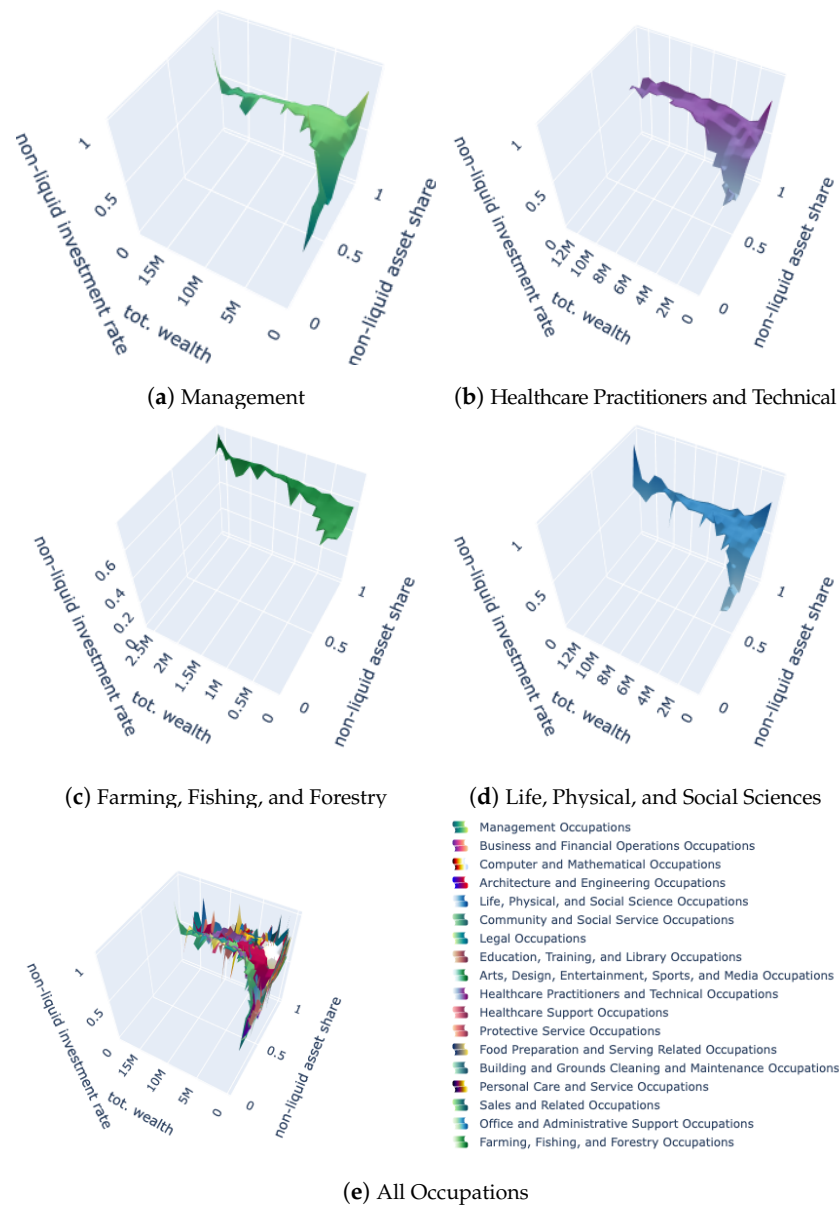 non-liquid investment rate
1
0.5
0
15M
10M
5M
0
tot. wealth
0
0.5
1
non-liquid asset share
(a) Management
non-liquid investment rate
1
0.5
0
12M
10M
8M
6M
4M
2M
0
tot. wealth
0
0.5
1
non-liquid asset share
(b) Healthcare Practitioners and Technical
non-liquid investment rate
0.6
0.4
0.2
0
2.5M
2M
1.5M
1M
0.5M
0
tot. wealth
0
0.5
1
non-liquid asset share
(c) Farming, Fishing, and Forestry
non-liquid investment rate
1
0.5
0
12M
10M
8M
6M
4M
2M
0
tot. wealth
0
0.5
1
non-liquid asset share
(d) Life, Physical, and Social Sciences
non-liquid investment rate
1
0.5
0
15M
10M
5M
0
tot. wealth
0
0.5
1
non-liquid asset share
Management Occupations
Business and Financial Operations Occupations
Computer and Mathematical Occupations
Architecture and Engineering Occupations
Life, Physical, and Social Science Occupations
Community and Social Service Occupations
Legal Occupations
Education, Training, and Library Occupations
Arts, Design, Entertainment, Sports, and Media Occupations
Healthcare Practitioners and Technical Occupations
Healthcare Support Occupations
Protective Service Occupations
Food Preparation and Serving Related Occupations
Building and Grounds Cleaning and Maintenance Occupations
Personal Care and Service Occupations
Sales and Related Occupations
Office and Administrative Support Occupations
Farming, Fishing, and Forestry Occupations
(e) All Occupations